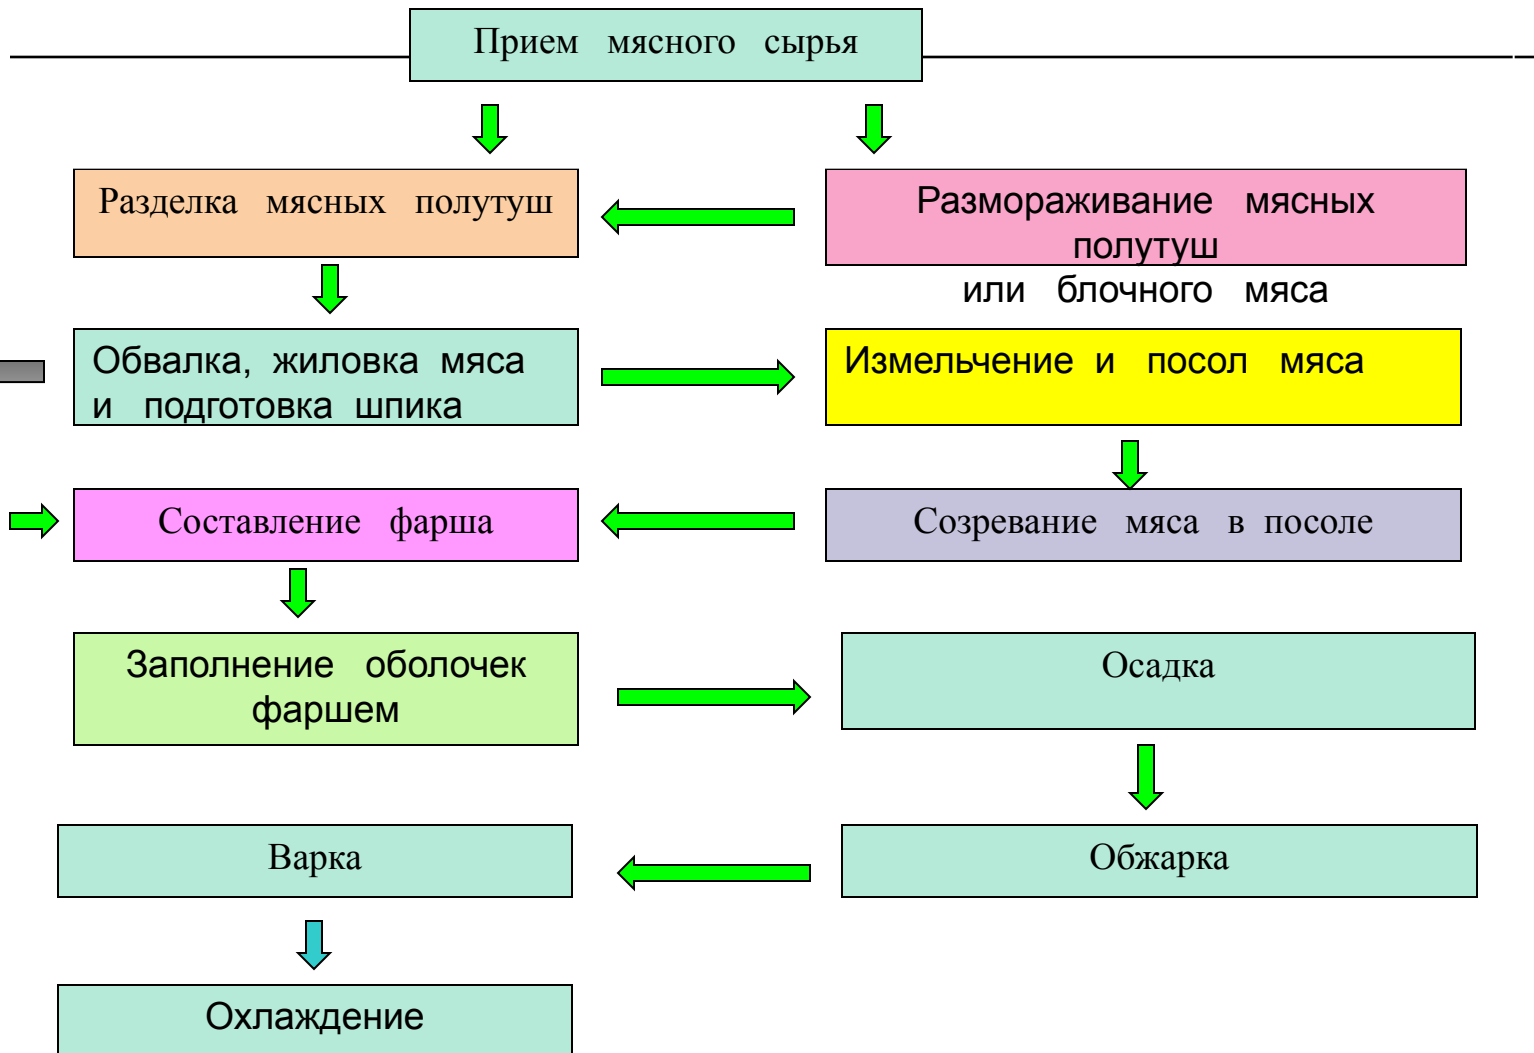 Прием мясного сырья
Разделка мясных полутуш
Размораживание мясных
полутуш
или блочного мяса
Обвалка, жиловка мяса
и подготовка шпика
Измельчение и посол мяса
Составление фарша
Созревание мяса в посоле
Заполнение оболочек
фаршем
Осадка
Варка
Обжарка
Охлаждение